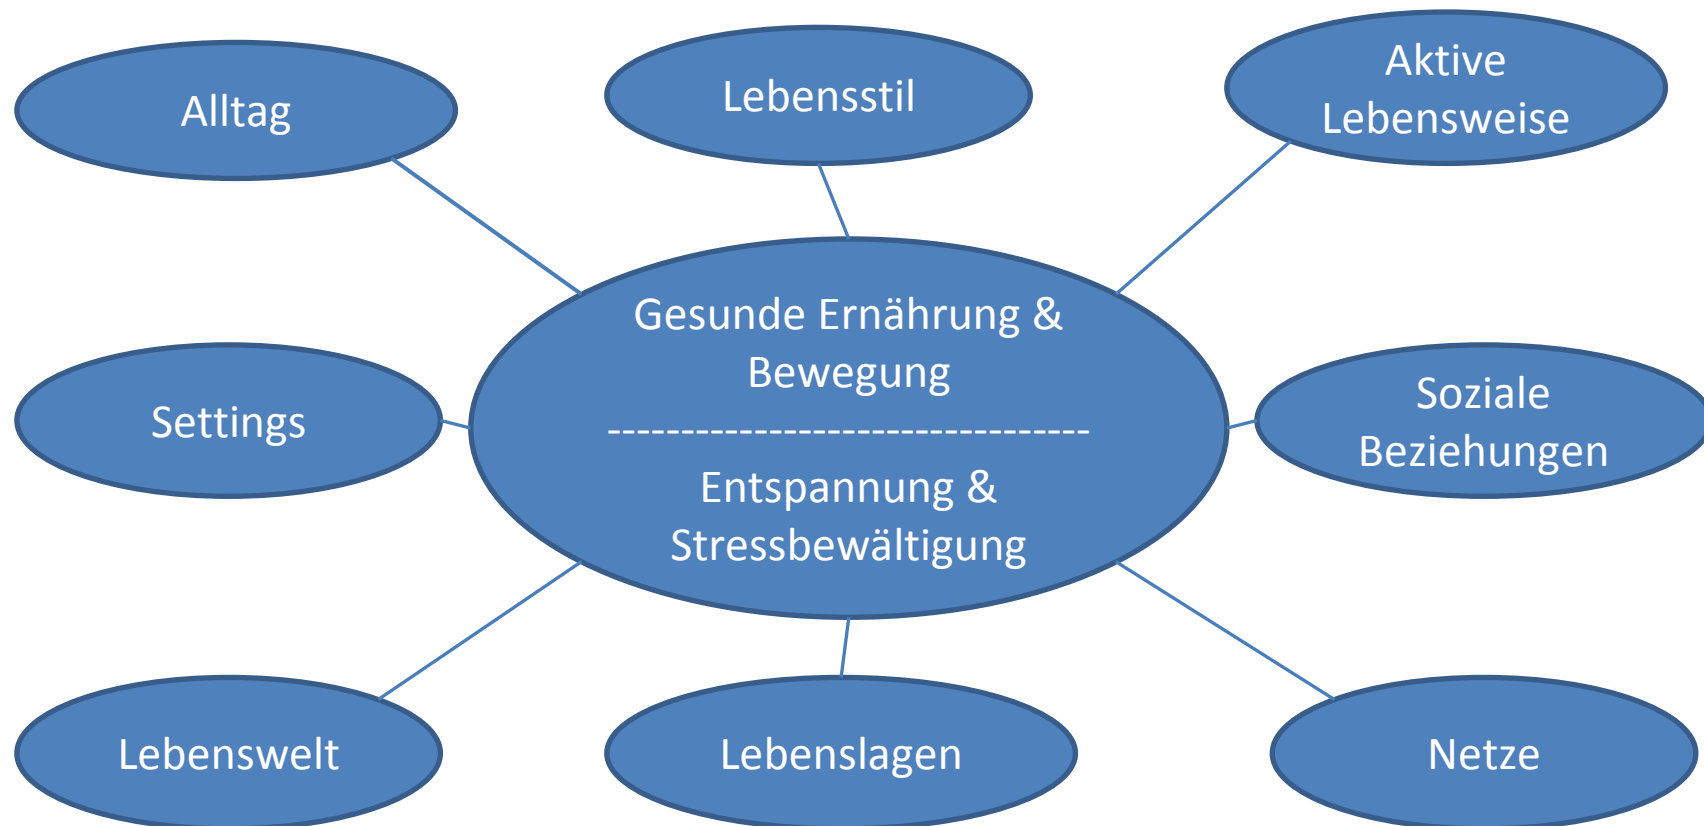 Alltag
Lebensstil
Aktive
Lebensweise
Gesunde Ernährung &
Bewegung
---------------------------------
Entspannung &
Stressbewältigung
Settings
Soziale
Beziehungen
Lebenswelt
Lebenslagen
Netze